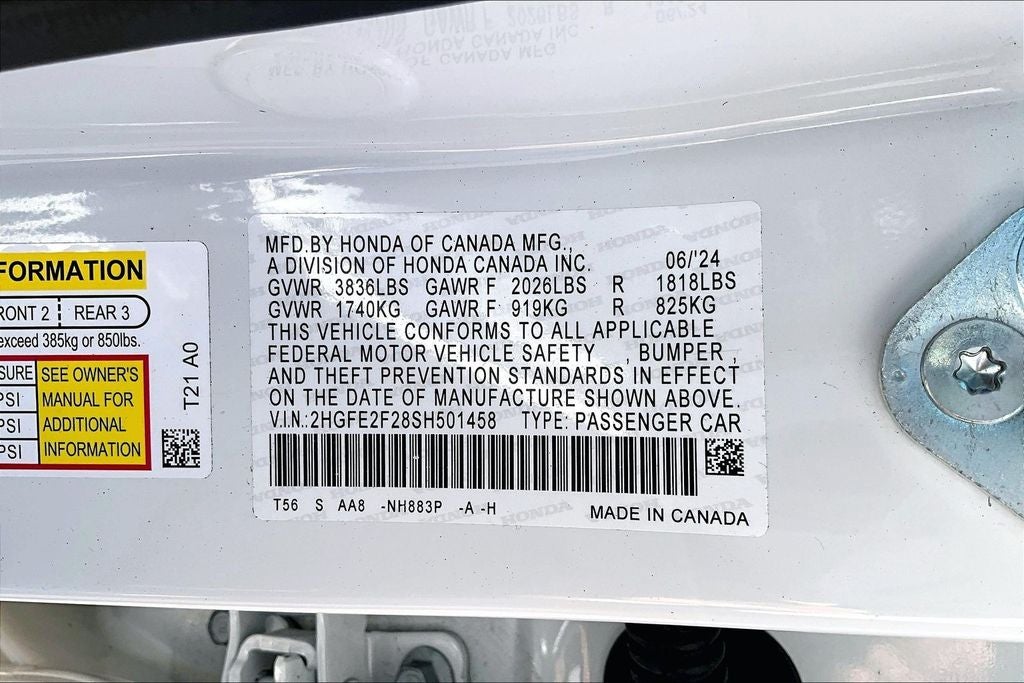 FORMATION
RONT 2 REAR 3
exceed 385kg or 850lbs.
SURE SEE OWNER'S
PSI MANUAL FOR
PSI ADDITIONAL
PSI INFORMATION
T21 A0
MFD.BY HONDA OF CANADA MFG.,
A DIVISION OF HONDA CANADA INC. 06/'24
GVWR 3836LBS GAWR F 2026LBS R 1818LBS
GVWR 1740KG GAWR F 919KG R 825KG
THIS VEHICLE CONFORMS TO ALL APPLICABLE
FEDERAL MOTOR VEHICLE SAFETY , BUMPER ,
AND THEFT PREVENTION STANDARDS IN EFFECT
ON THE DATE OF MANUFACTURE SHOWN ABOVE.
V.I.N.:2HGFE2F28SH501458 TYPE: PASSENGER CAR
T56 S AA8 -NH883P -A -H
MADE IN CANADA